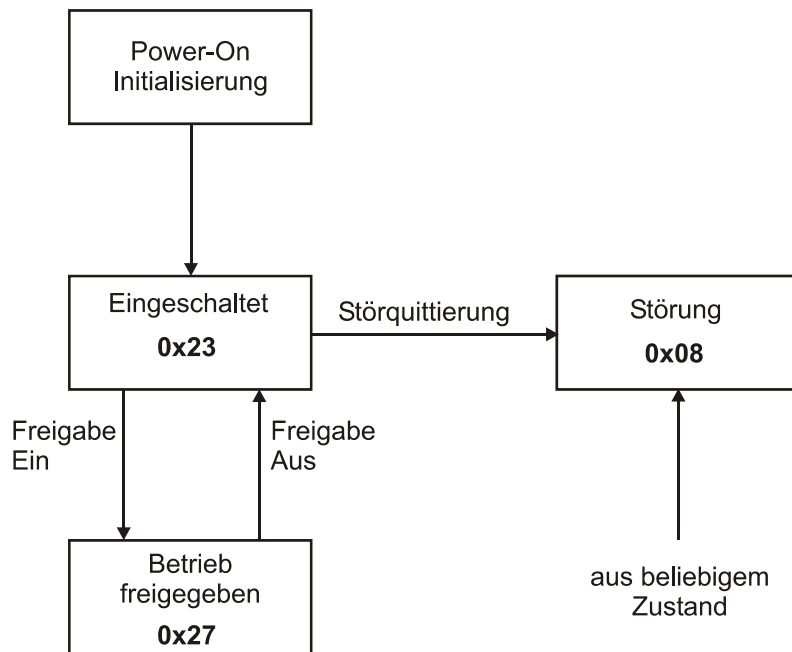 Power-On
Initialisierung
Eingeschaltet
0x23
Störquittierung
Störung
0x08
Freigabe
Ein
Freigabe
Aus
Betrieb
freigegeben
0x27
aus beliebigem
Zustand